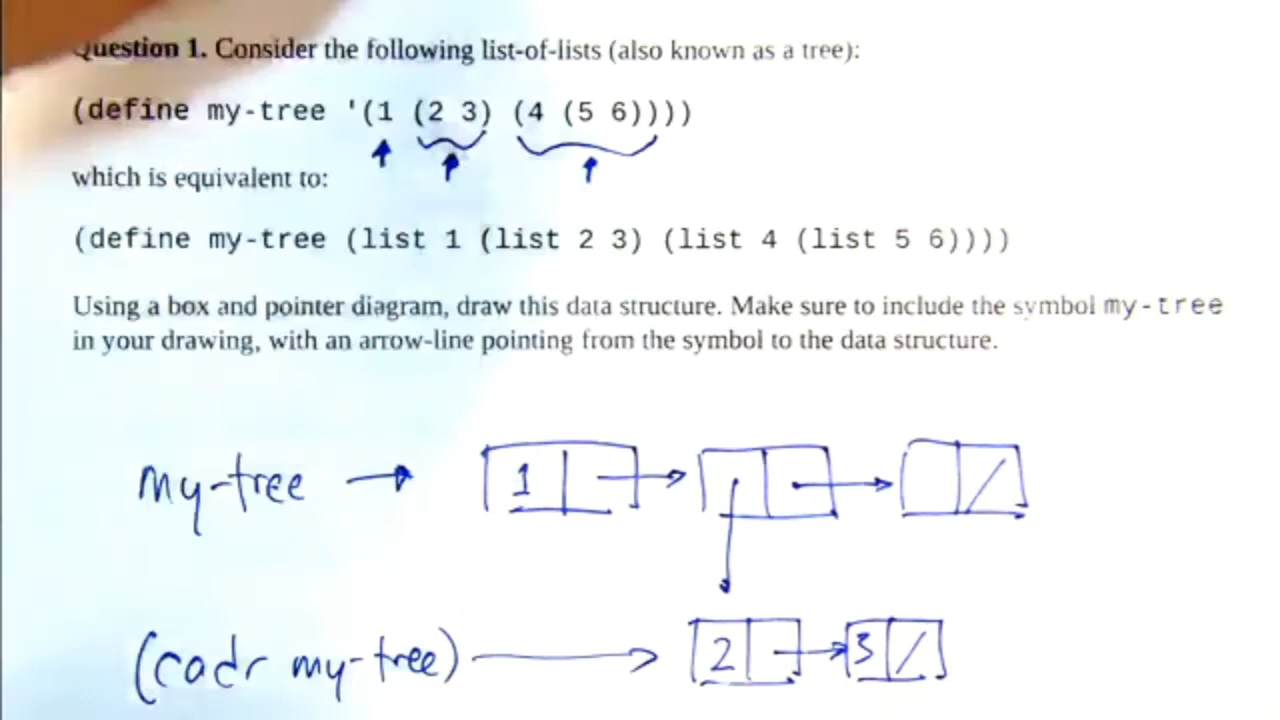 Question 1. Consider the following list-of-lists (also known as a tree):
(define my-tree '(1 (2 3) (4 (5 6))))
which is equivalent to:
(define my-tree (list 1 (list 2 3) (list 4 (list 5 6))))
Using a box and pointer diagram, draw this data structure. Make sure to include the symbol my-tree
in your drawing, with an arrow-line pointing from the symbol to the data structure.
my-tree → 1
(cadr my-tree) → 2 → 3